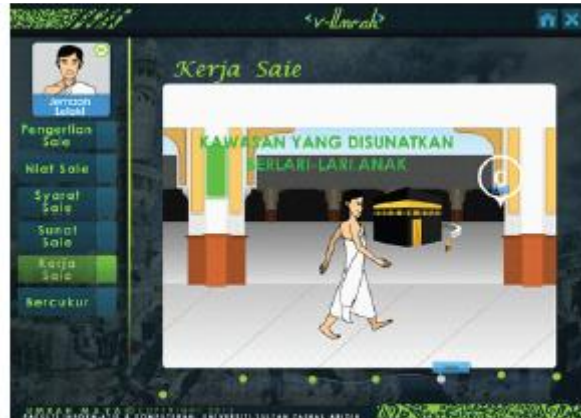 <v-Umrah>
Kerja Saie
Jemaah
Lelaki
Pengertian
Saie
Niat Saie
Syarat
Saie
Sunat
Saie
Kerja
Saie
Bercukur
KAWASAN YANG DISUNATKAN
BERLARI-LARI ANAK